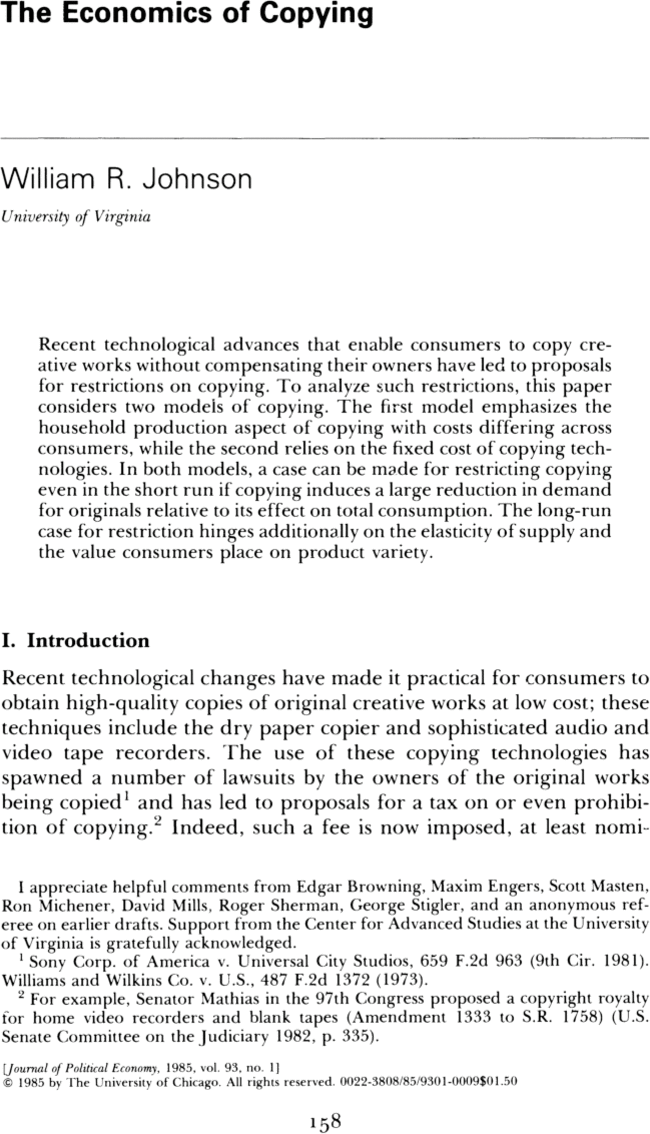 The Economics of Copying
William R. Johnson
University of Virginia
Recent technological advances that enable consumers to copy cre-
ative works without compensating their owners have led to proposals
for restrictions on copying. To analyze such restrictions, this paper
considers two models of copying. The first model emphasizes the
household production aspect of copying with costs differing across
consumers, while the second relies on the fixed cost of copying tech-
nologies. In both models, a case can be made for restricting copying
even in the short run if copying induces a large reduction in demand
for originals relative to its effect on total consumption. The long-run
case for restriction hinges additionally on the elasticity of supply and
the value consumers place on product variety.
I. Introduction
Recent technological changes have made it practical for consumers to
obtain high-quality copies of original creative works at low cost; these
techniques include the dry paper copier and sophisticated audio and
video tape recorders. The use of these copying technologies has
spawned a number of lawsuits by the owners of the original works
being copied¹ and has led to proposals for a tax on or even prohibi-
tion of copying.² Indeed, such a fee is now imposed, at least nomi-
I appreciate helpful comments from Edgar Browning, Maxim Engers, Scott Masten,
Ron Michener, David Mills, Roger Sherman, George Stigler, and an anonymous ref-
eree on earlier drafts. Support from the Center for Advanced Studies at the University
of Virginia is gratefully acknowledged.
¹ Sony Corp. of America v. Universal City Studios, 659 F.2d 963 (9th Cir. 1981).
Williams and Wilkins Co. v. U.S., 487 F.2d 1372 (1973).
² For example, Senator Mathias in the 97th Congress proposed a copyright royalty
for home video recorders and blank tapes (Amendment 1333 to S.R. 1758) (U.S.
Senate Committee on the Judiciary 1982, p. 335).
[Journal of Political Economy, 1985, vol. 93, no. 1]
© 1985 by The University of Chicago. All rights reserved. 0022-3808/85/9301-0009$01.50
158